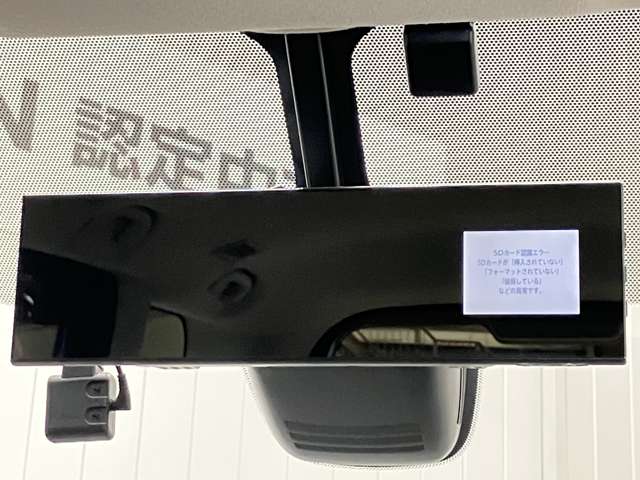 N 認定中
SDカード認識エラー
SDカードが「挿入されていない」
「フォーマットされていない」
「破損している」
などの異常です。